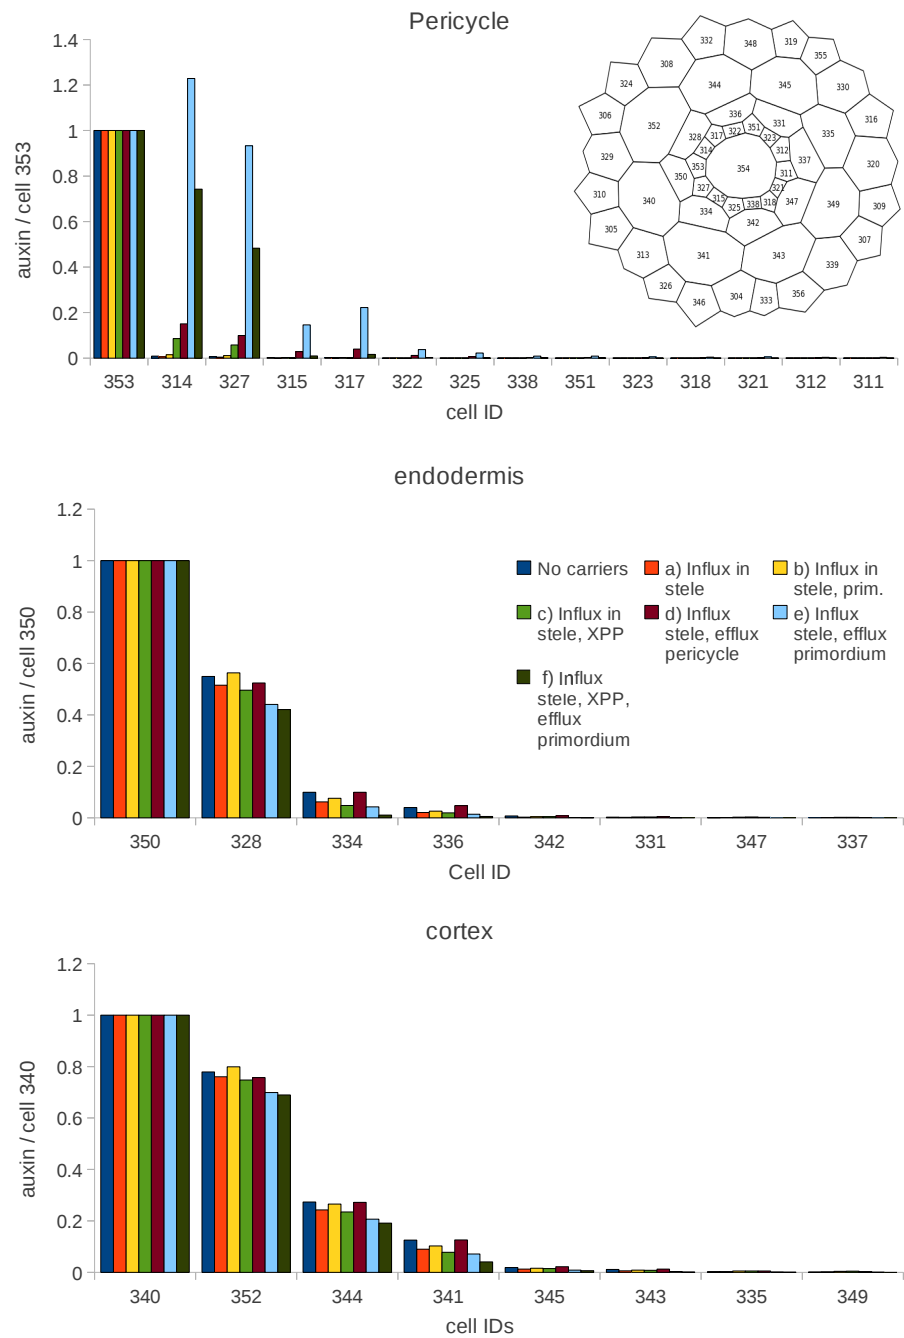 Pericycle
1.4
1.2
1
0.8
0.6
0.4
0.2
0
auxin / cell 353
353 314 327 315 317 322 325 338 351 323 318 321 312 311
cell ID
332 348 319 355
308
324 344 345 330
306 336 316
352 351 331
328 317 322 323 335
329 314 312 320
353 354 337
350 311
310 327 321
340 315 347 349 309
334 325 338 318
305 342 307
313 341 343 339
326
346 304 333 356
endodermis
1.2
1
0.8
0.6
0.4
0.2
0
auxin / cell 350
No carriers
a) Influx in
stele
b) Influx in
stele, prim.
c) Influx in
stele, XPP
d) Influx
stele, efflux
pericycle
e) Influx
stele, efflux
primordium
f) Influx
stele, XPP,
efflux
primordium
350 328 334 336 342 331 347 337
Cell ID
cortex
1.2
1
0.8
0.6
0.4
0.2
0
auxin / cell 340
340 352 344 341 345 343 335 349
cell IDs